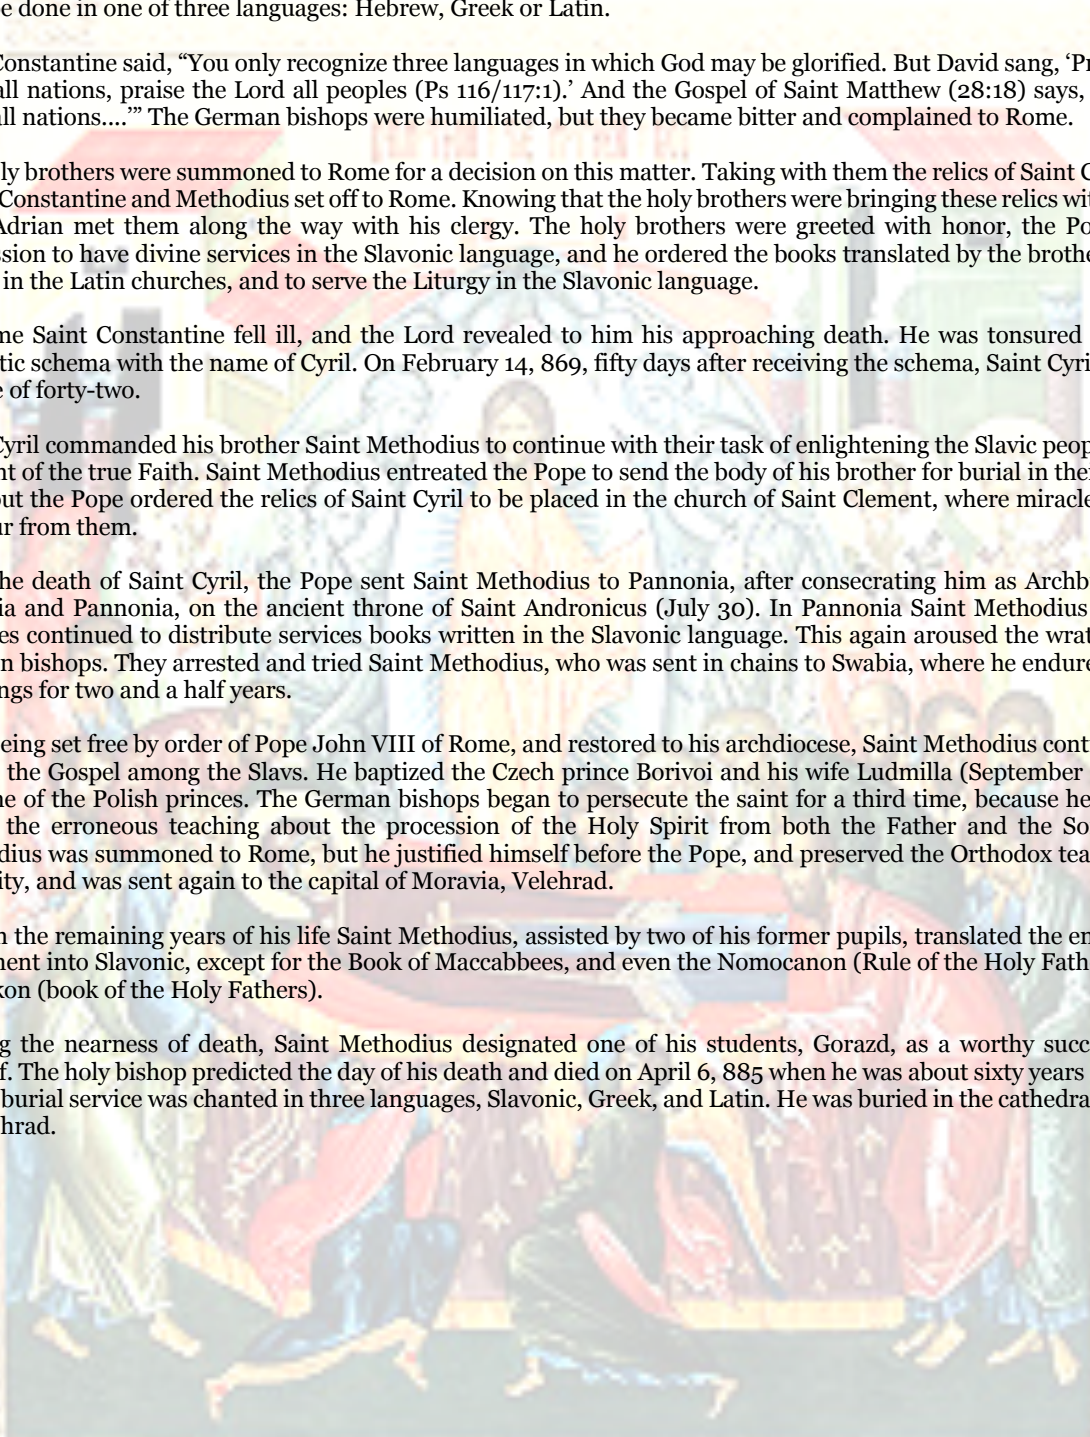 e done in one of three languages: Hebrew, Greek or Latin.
Constantine said, “You only recognize three languages in which God may be glorified. But David sang, ‘Pr
all nations, praise the Lord all peoples (Ps 116/117:1).’ And the Gospel of Saint Matthew (28:18) says,
ll nations....’” The German bishops were humiliated, but they became bitter and complained to Rome.
ly brothers were summoned to Rome for a decision on this matter. Taking with them the relics of Saint C
Constantine and Methodius set off to Rome. Knowing that the holy brothers were bringing these relics wi
Adrian met them along the way with his clergy. The holy brothers were greeted with honor, the Po
ssion to have divine services in the Slavonic language, and he ordered the books translated by the brothe
in the Latin churches, and to serve the Liturgy in the Slavonic language.
me Saint Constantine fell ill, and the Lord revealed to him his approaching death. He was tonsured
tic schema with the name of Cyril. On February 14, 869, fifty days after receiving the schema, Saint Cyri
e of forty-two.
Cyril commanded his brother Saint Methodius to continue with their task of enlightening the Slavic peop
nt of the true Faith. Saint Methodius entreated the Pope to send the body of his brother for burial in the
out the Pope ordered the relics of Saint Cyril to be placed in the church of Saint Clement, where miracle
ur from them.
he death of Saint Cyril, the Pope sent Saint Methodius to Pannonia, after consecrating him as Archb
ia and Pannonia, on the ancient throne of Saint Andronicus (July 30). In Pannonia Saint Methodius
es continued to distribute services books written in the Slavonic language. This again aroused the wrat
n bishops. They arrested and tried Saint Methodius, who was sent in chains to Swabia, where he endure
ngs for two and a half years.
eing set free by order of Pope John VIII of Rome, and restored to his archdiocese, Saint Methodius cont
the Gospel among the Slavs. He baptized the Czech prince Borivoi and his wife Ludmilla (September
ne of the Polish princes. The German bishops began to persecute the saint for a third time, because he
the erroneous teaching about the procession of the Holy Spirit from both the Father and the So
dius was summoned to Rome, but he justified himself before the Pope, and preserved the Orthodox tea
ity, and was sent again to the capital of Moravia, Velehrad.
n the remaining years of his life Saint Methodius, assisted by two of his former pupils, translated the en
ment into Slavonic, except for the Book of Maccabbees, and even the Nomocanon (Rule of the Holy Fath
kon (book of the Holy Fathers).
g the nearness of death, Saint Methodius designated one of his students, Gorazd, as a worthy succ
f. The holy bishop predicted the day of his death and died on April 6, 885 when he was about sixty years
burial service was chanted in three languages, Slavonic, Greek, and Latin. He was buried in the cathedra
hrad.